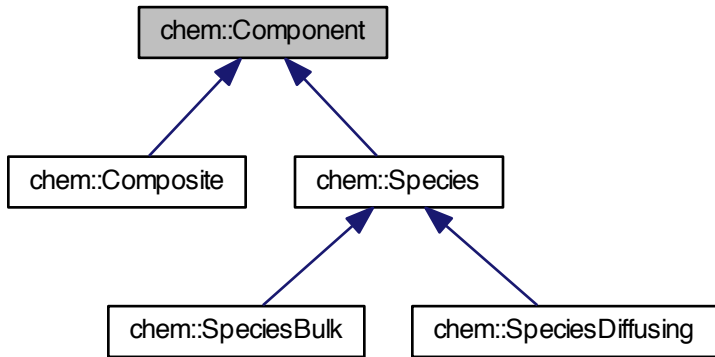 chem::Component
chem::Composite
chem::Species
chem::SpeciesBulk
chem::SpeciesDiffusing